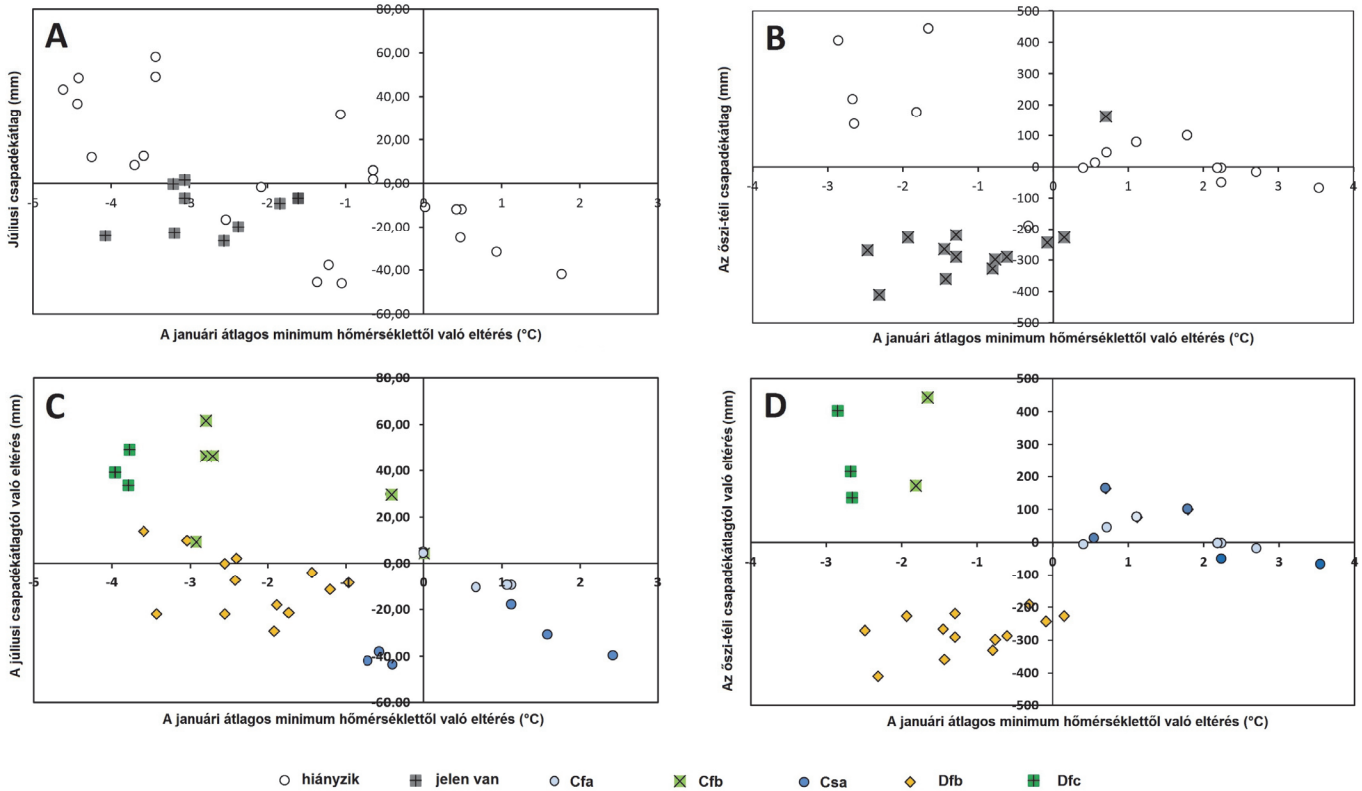 A
80,00
60,00
40,00
20,00
0,00
-20,00
-40,00
-60,00
-5 -4 -3 -2 -1 0 1 2 3
Júliusi csapadékátlag (mm)
A januári átlagos minimum hőmérséklettől való eltérés (°C)
B
500
400
300
200
100
0
-100
-200
-300
-400
-500
-4 -3 -2 -1 0 1 2 3 4
Az őszi-téli csapadékátlag (mm)
A januári átlagos minimum hőmérséklettől való eltérés (°C)
C
80,00
60,00
40,00
20,00
0,00
-20,00
-40,00
-60,00
-5 -4 -3 -2 -1 0 1 2 3
A júliusi csapadékátlagtól való eltérés (mm)
A januári átlagos minimum hőmérséklettől való eltérés (°C)
D
500
400
300
200
100
0
-100
-200
-300
-400
-500
-4 -3 -2 -1 0 1 2 3 4
Az őszi-téli csapadékátlagtól való eltérés (mm)
A januári átlagos minimum hőmérséklettől való eltérés (°C)
hiányzik jelen van Cfa Cfb Csa Dfb Dfc